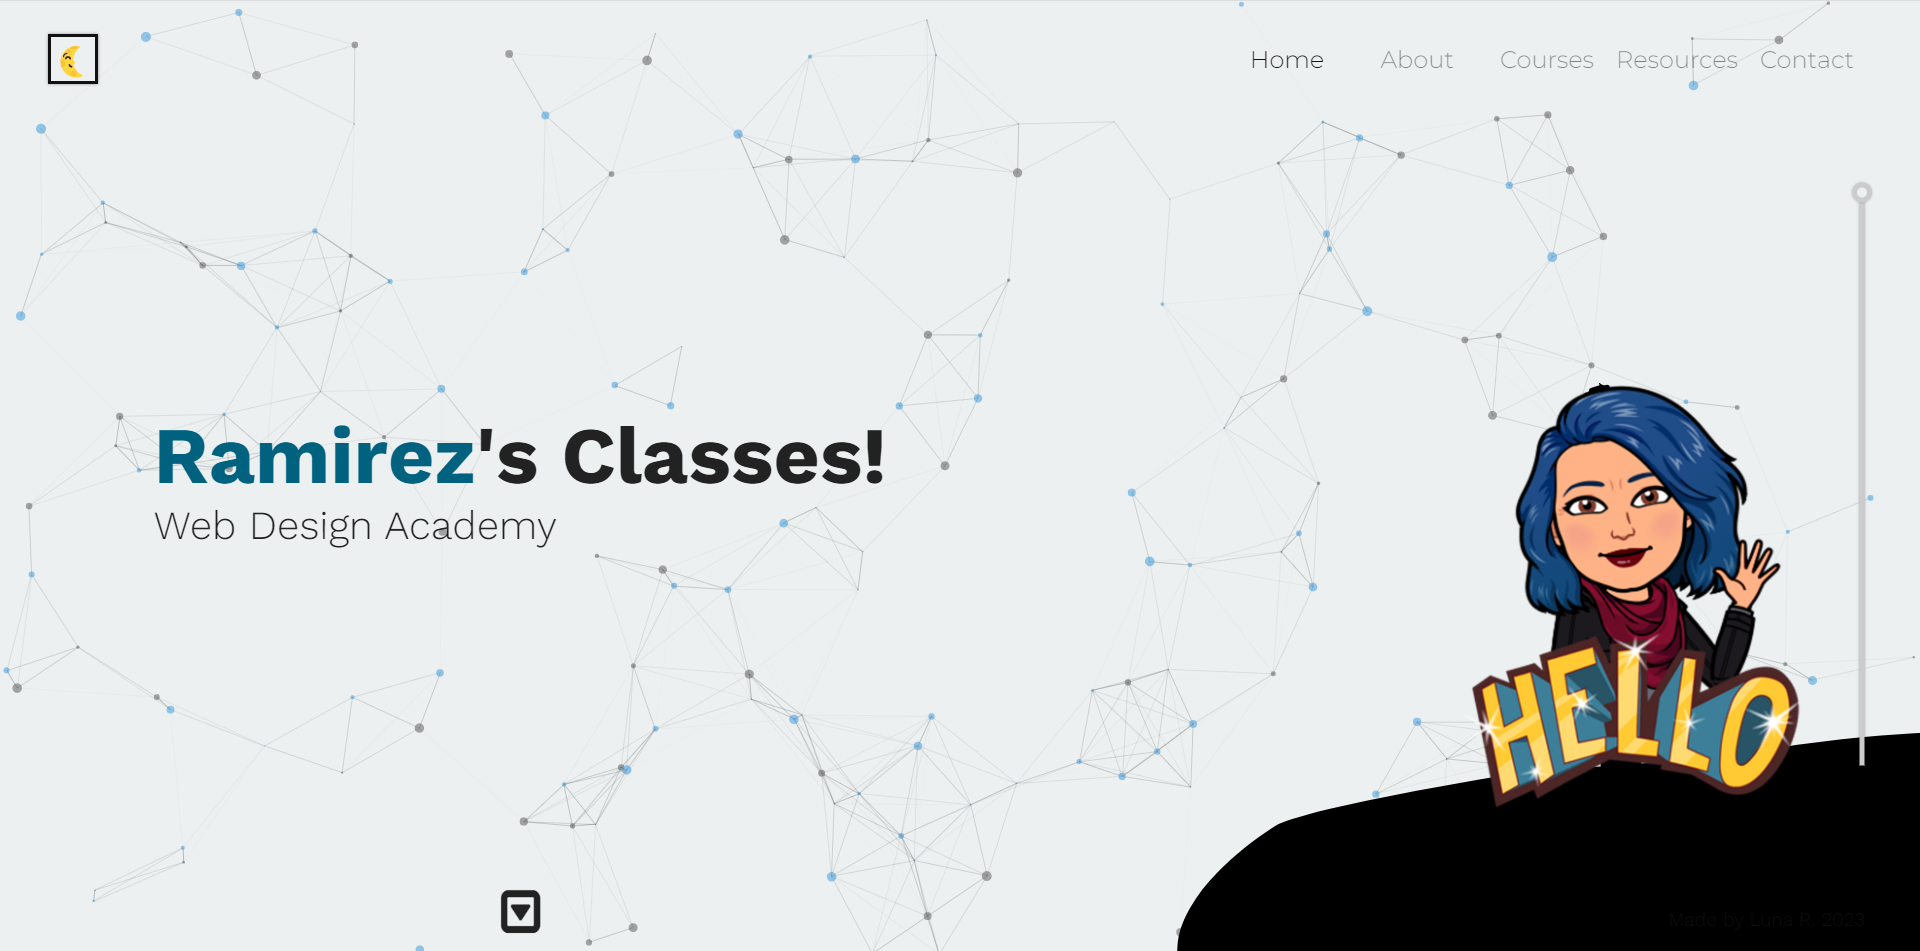 Home About Courses Resources Contact
Ramirez's Classes!
Web Design Academy
HELLO
Made by Luna R. 2023